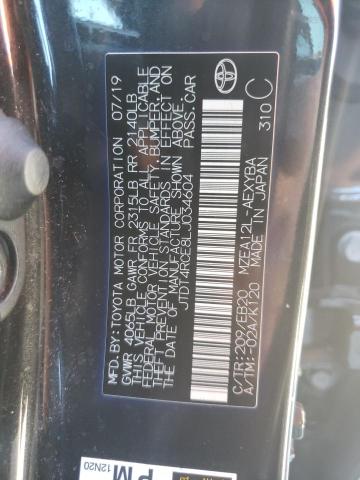 MFD.BY:TOYOTA MOTOR CORPORATION 07/19
GVWR 4065LB GAWR FR 2315LB RR 2140LB
THIS VEHICLE CONFORMS TO ALL APPLICABLE
FEDERAL MOTOR VEHICLE SAFETY,BUMPER,AND
THEFT PREVENTION STANDARDS IN EFFECT ON
THE DATE OF MANUFACTURE SHOWN ABOVE.
JTDT4RCE8LJ034604 PASS.CAR
310 C
C/TR:202/EB20 MZEA12L-AEXYBA
A/TM:-02A/K120 MADE IN JAPAN
PM
12N20